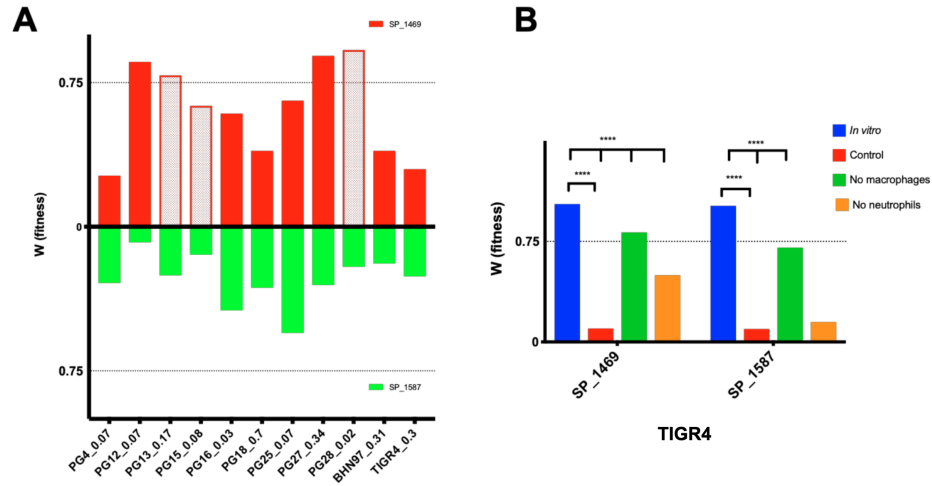 A
SP_1469
0.75
0
0.75
W (fitness)
SP_1587
PG4_0.07
PG12_0.07
PG13_0.17
PG15_0.08
PG16_0.03
PG18_0.7
PG25_0.07
PG27_0.34
PG28_0.02
BHN97_0.31
TIGR4_0.3
B
In vitro
Control
No macrophages
No neutrophils
****
****
****
****
W (fitness)
0.75
0
SP_1469
SP_1587
TIGR4